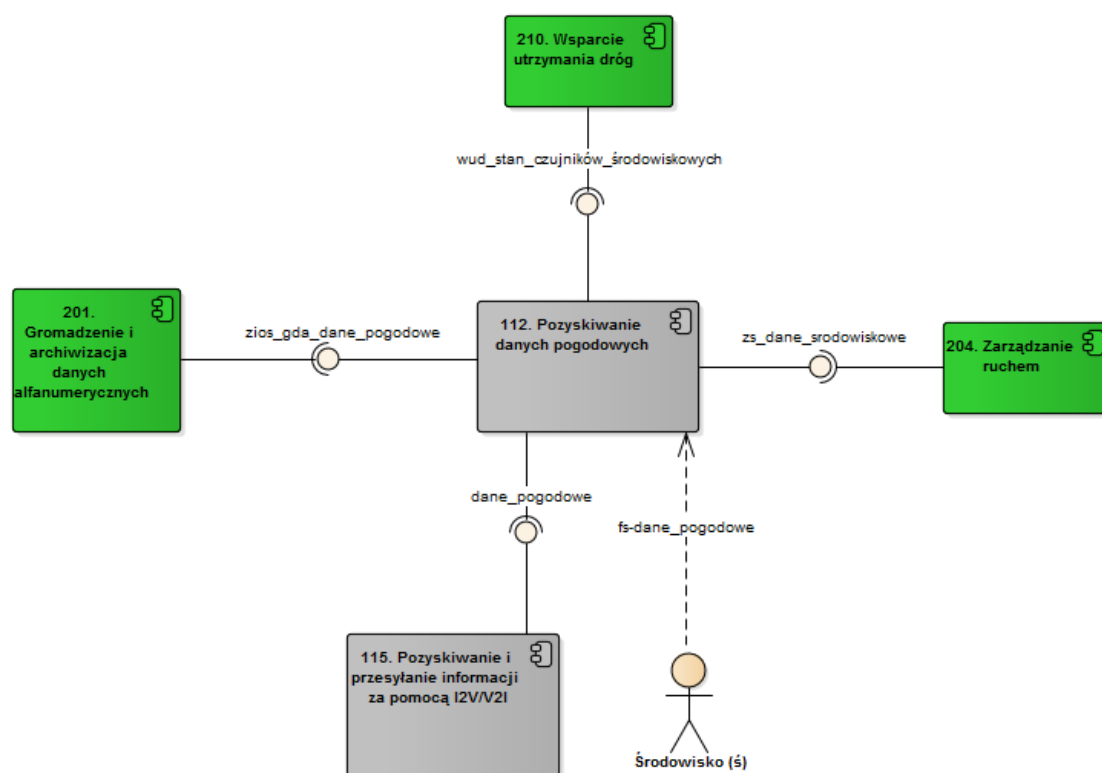 210. Wsparcie
utrzymania dróg
wud_stan_czujników_środowiskowych
201.
Gromadzenie i
archiwizacja
danych
alfanumerycznych
zios_gda_dane_pogodowe
112. Pozyskiwanie
danych pogodowych
zs_dane_srodowiskowe
204. Zarządzanie
ruchem
dane_pogodowe
fs-dane_pogodowe
115. Pozyskiwanie i
przesyłanie informacji
za pomocą I2V/V2I
Środowisko (ś)